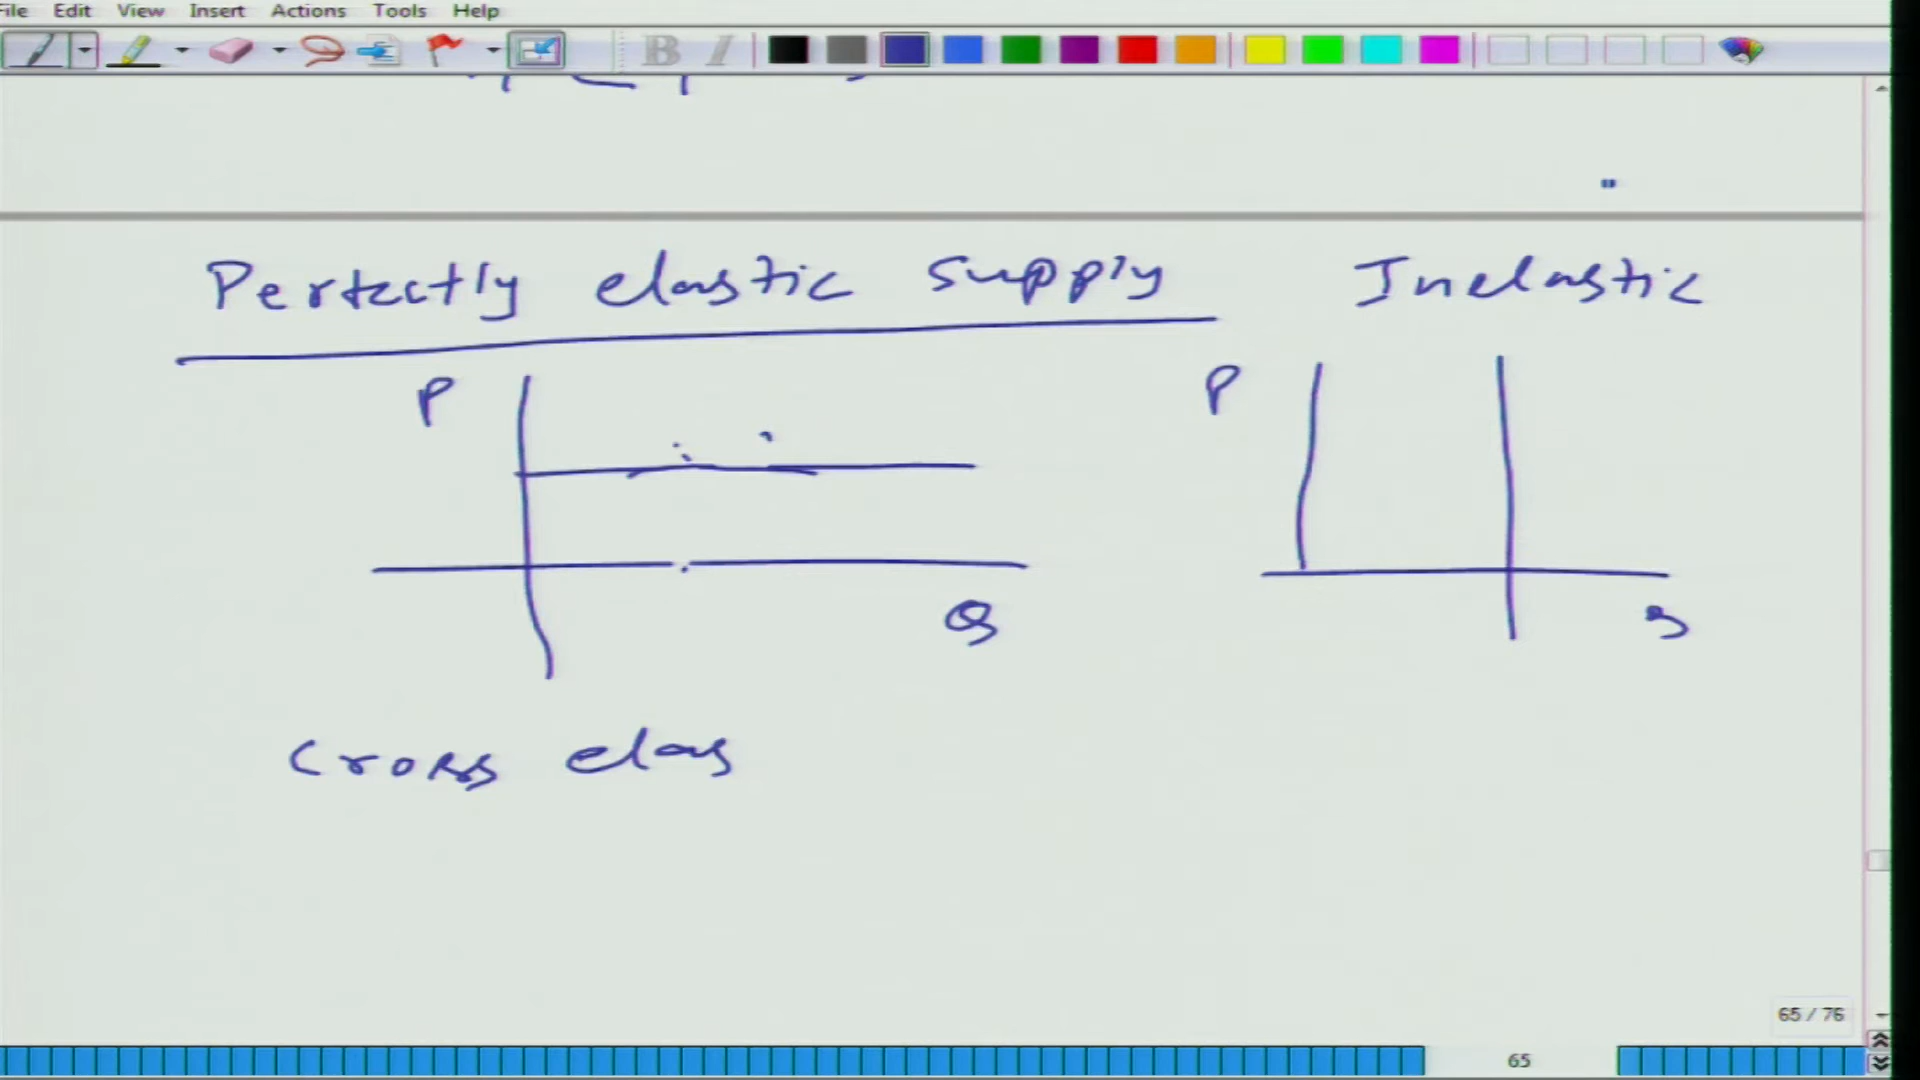 File Edit View Insert Actions Tools Help
B I
Perfectly elastic supply Inelastic
P P
Q
Cross elas
65 / 76
65